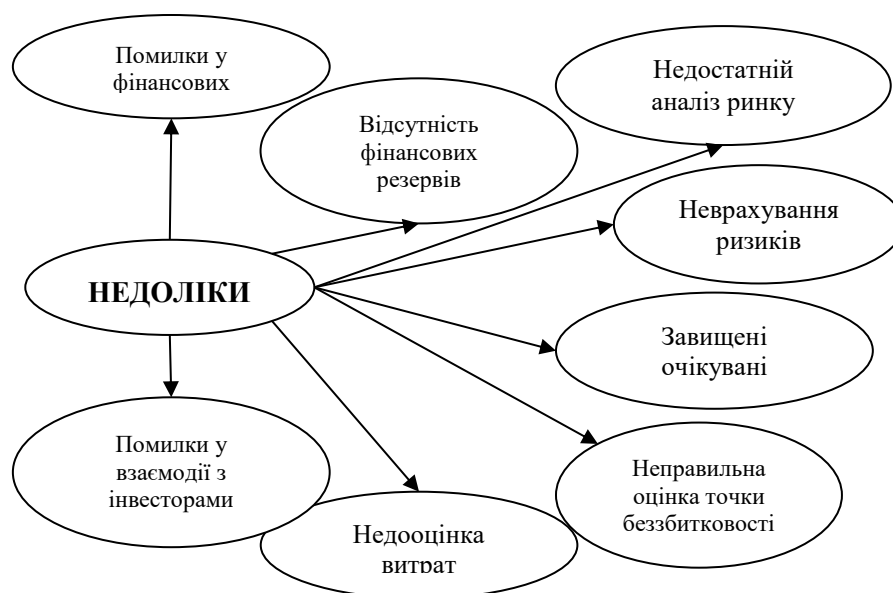 Помилки у
фінансових
Відсутність
фінансових
резервів
Недостатній
аналіз ринку
Неврахування
ризиків
НЕДОЛІКИ
Завищені
очікувані
Помилки у
взаємодії з
інвесторами
Недооцінка
витрат
Неправильна
оцінка точки
беззбитковості